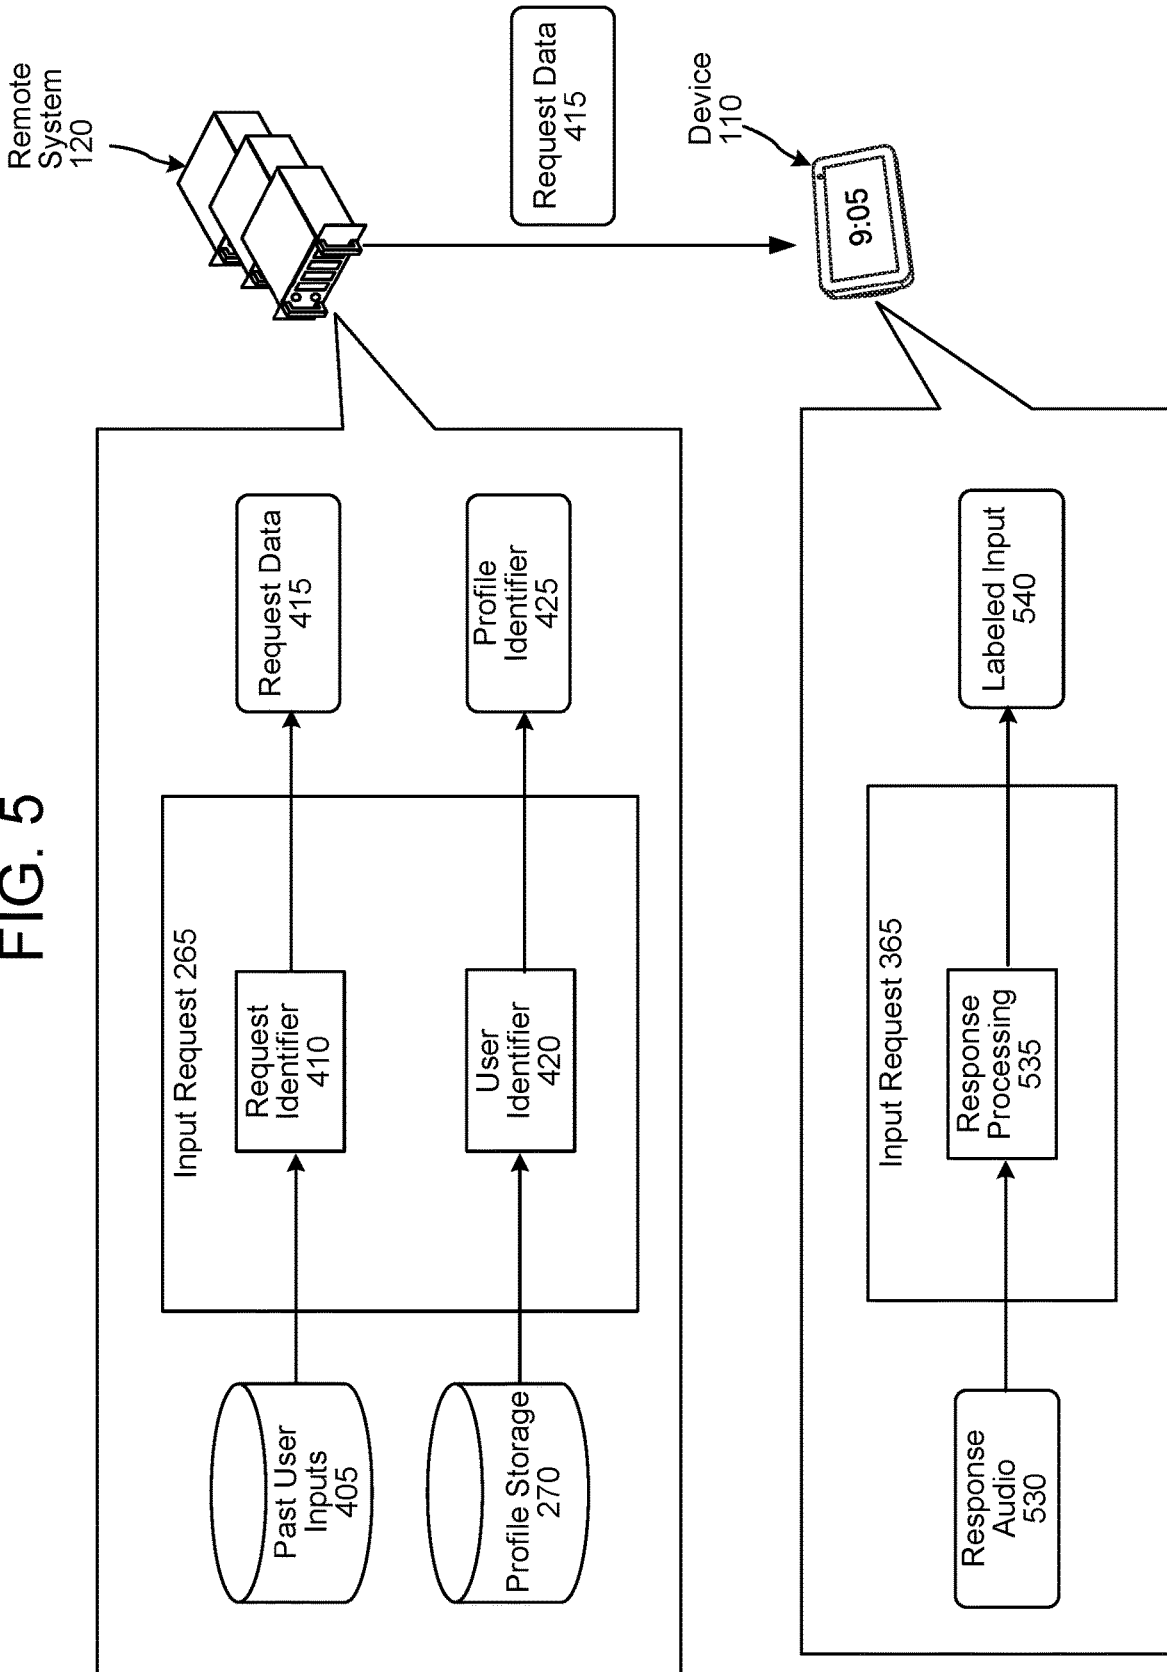 FIG. 5
Remote
System
120
Past User
Inputs
405
Input Request 265
Request
Identifier
410
Request Data
415
Profile Storage
270
User
Identifier
420
Profile
Identifier
425
Request Data
415
Device
110
9:05
Response
Audio
530
Input Request 365
Response
Processing
535
Labeled Input
540